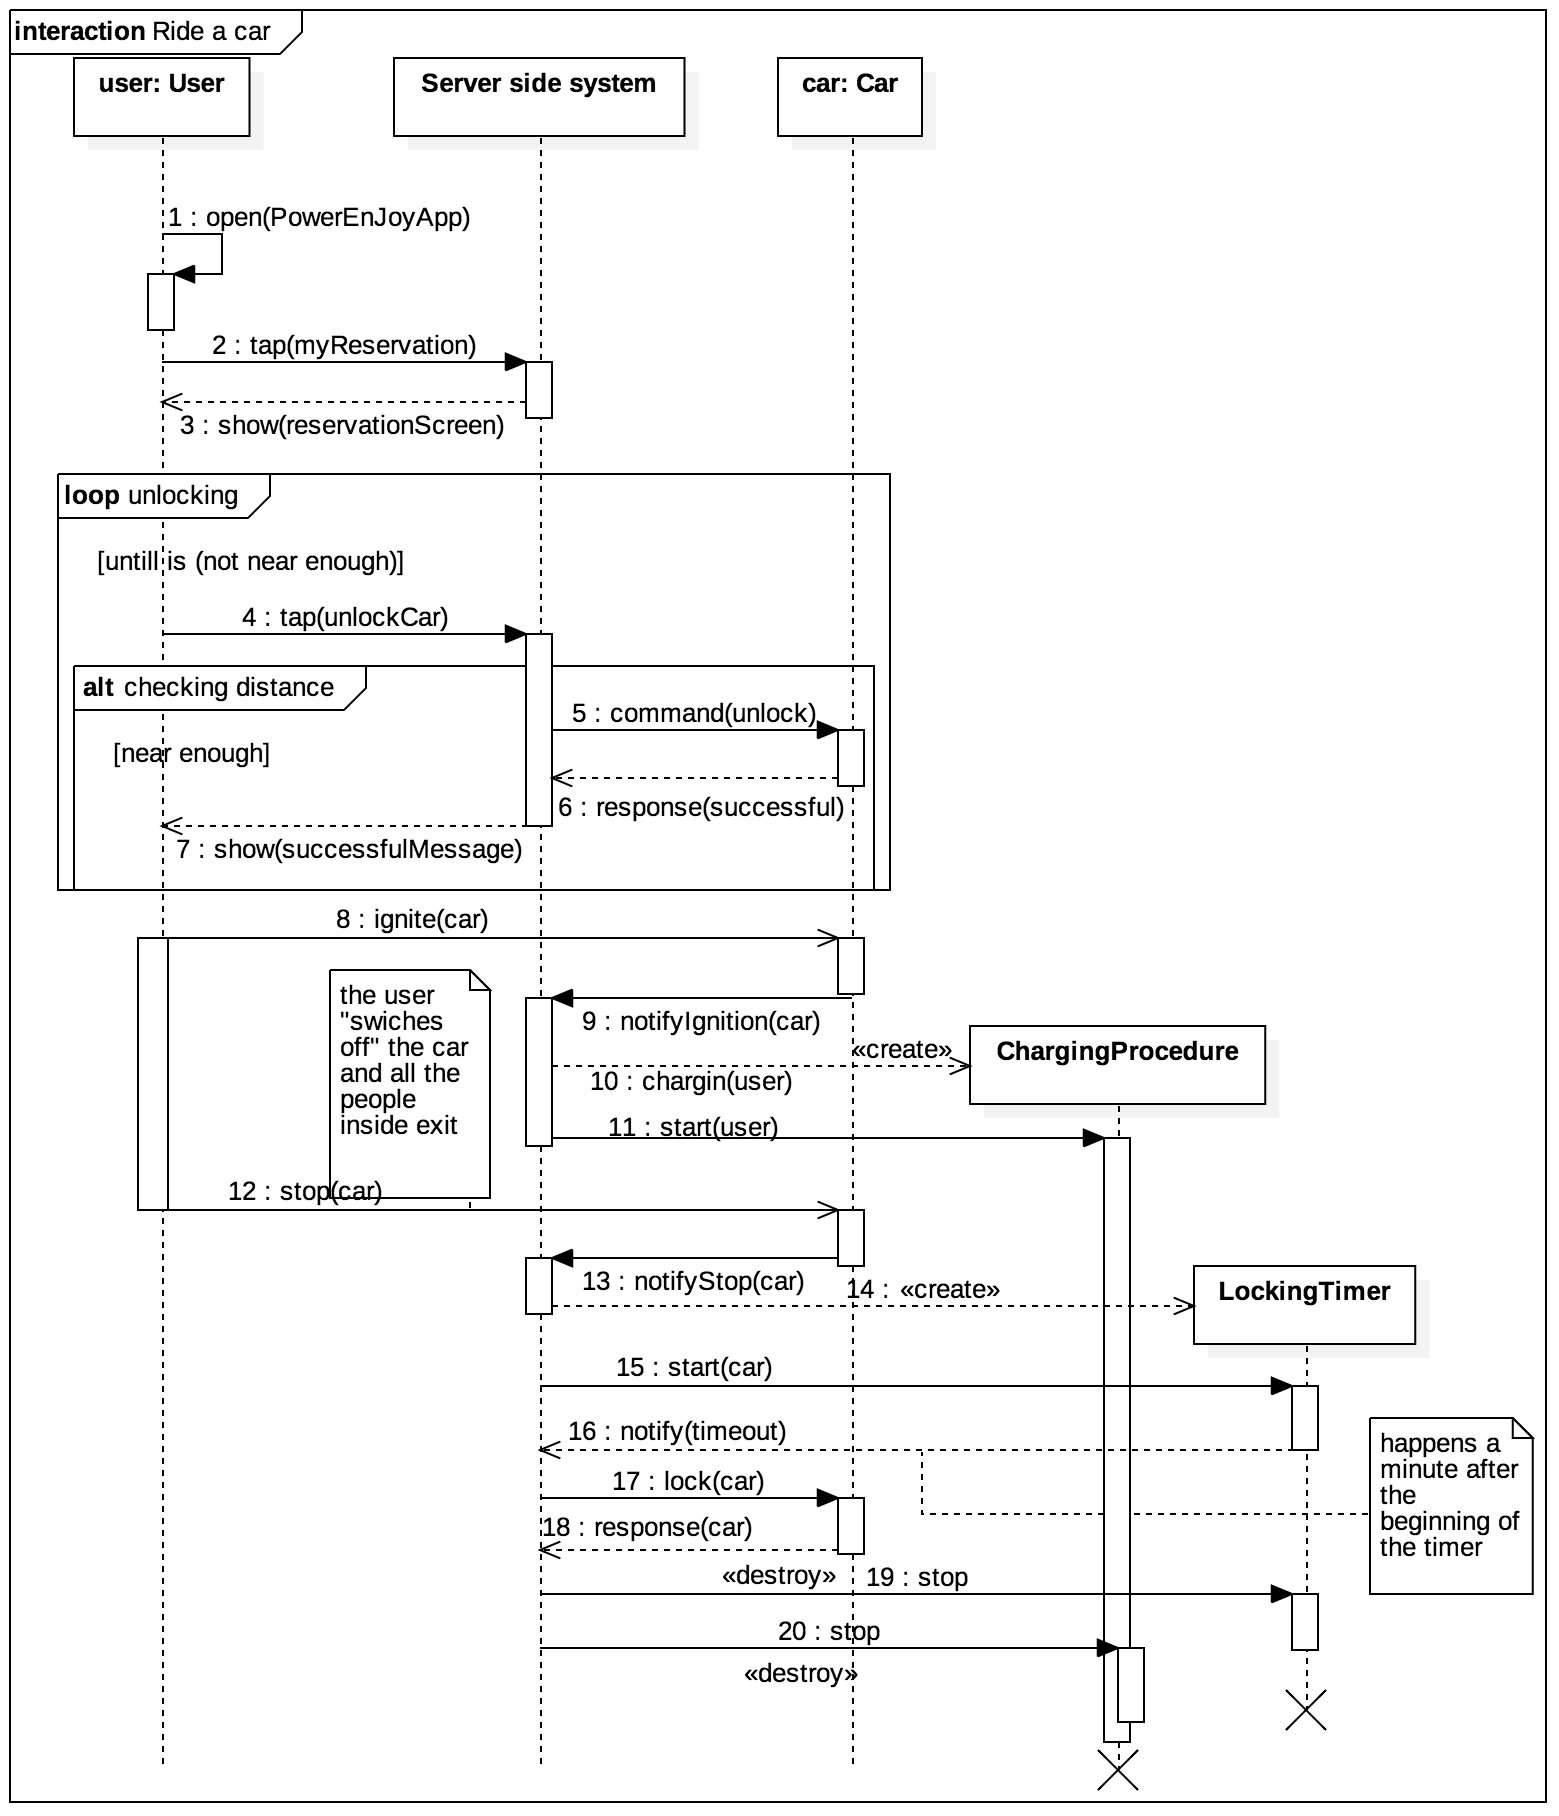 interaction Ride a car
user: User
Server side system
car: Car
1 : open(PowerEnJoyApp)
2 : tap(myReservation)
3 : show(reservationScreen)
loop unlocking
[untill is (not near enough)]
4 : tap(unlockCar)
alt checking distance
5 : command(unlock)
[near enough]
6 : response(successful)
7 : show(successfulMessage)
8 : ignite(car)
the user
"swiches
off" the car
and all the
people
inside exit
9 : notifyIgnition(car)
«create»
ChargingProcedure
10 : chargin(user)
11 : start(user)
12 : stop(car)
13 : notifyStop(car)
14 : «create»
LockingTimer
15 : start(car)
16 : notify(timeout)
happens a
minute after
the
beginning of
the timer
17 : lock(car)
18 : response(car)
«destroy» 19 : stop
20 : stop
«destroy»